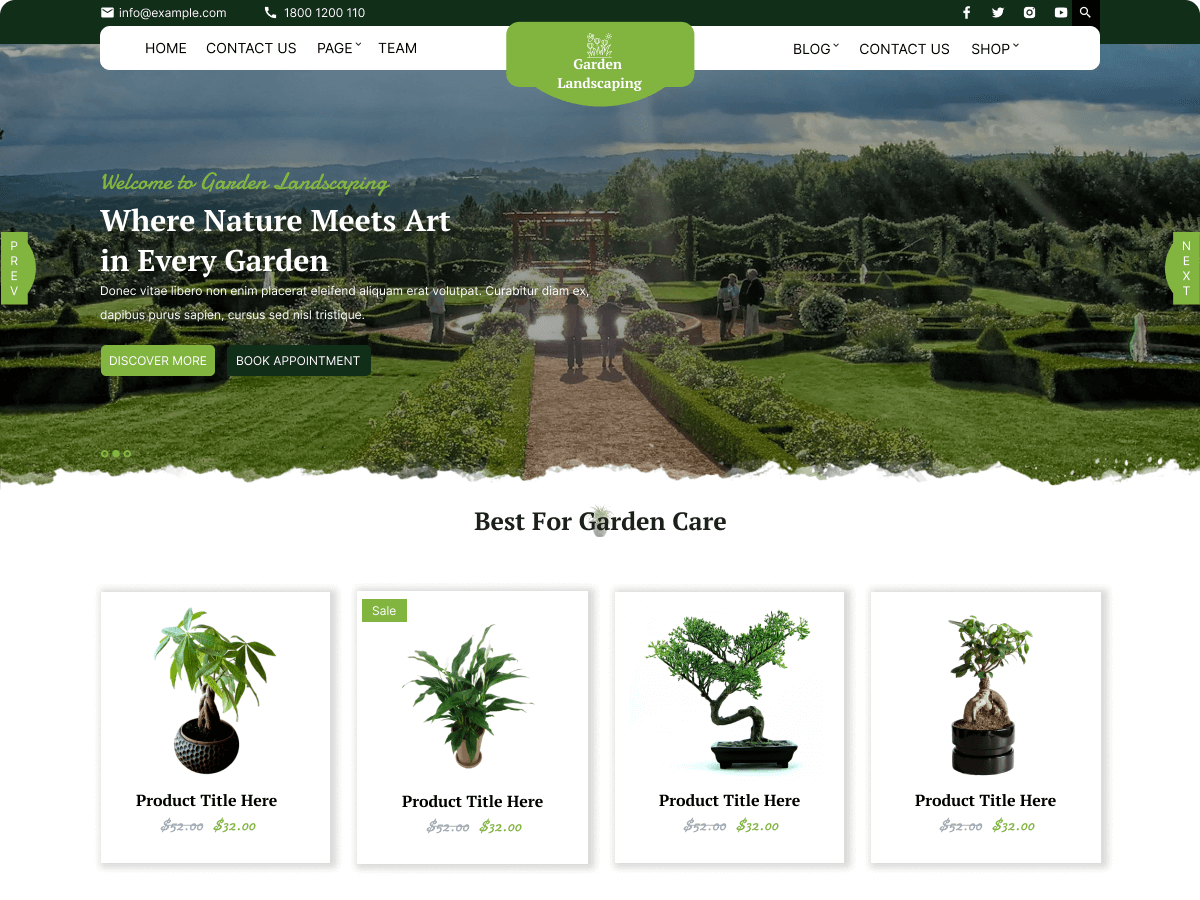 info@example.com
1800 1200 110
HOME
CONTACT US
PAGE
TEAM
Garden
Landscaping
BLOG
CONTACT US
SHOP
Welcome to Garden Landscaping
Where Nature Meets Art
in Every Garden
Donec vitae libero non enim placerat eleifend aliquam erat volutpat. Curabitur diam ex,
dapibus purus sapien, cursus sed nisl tristique.
DISCOVER MORE
BOOK APPOINTMENT
PREV
NEXT
Best For Garden Care
Sale
Product Title Here
$52.00 $32.00
Product Title Here
$52.00 $32.00
Product Title Here
$52.00 $32.00
Product Title Here
$52.00 $32.00